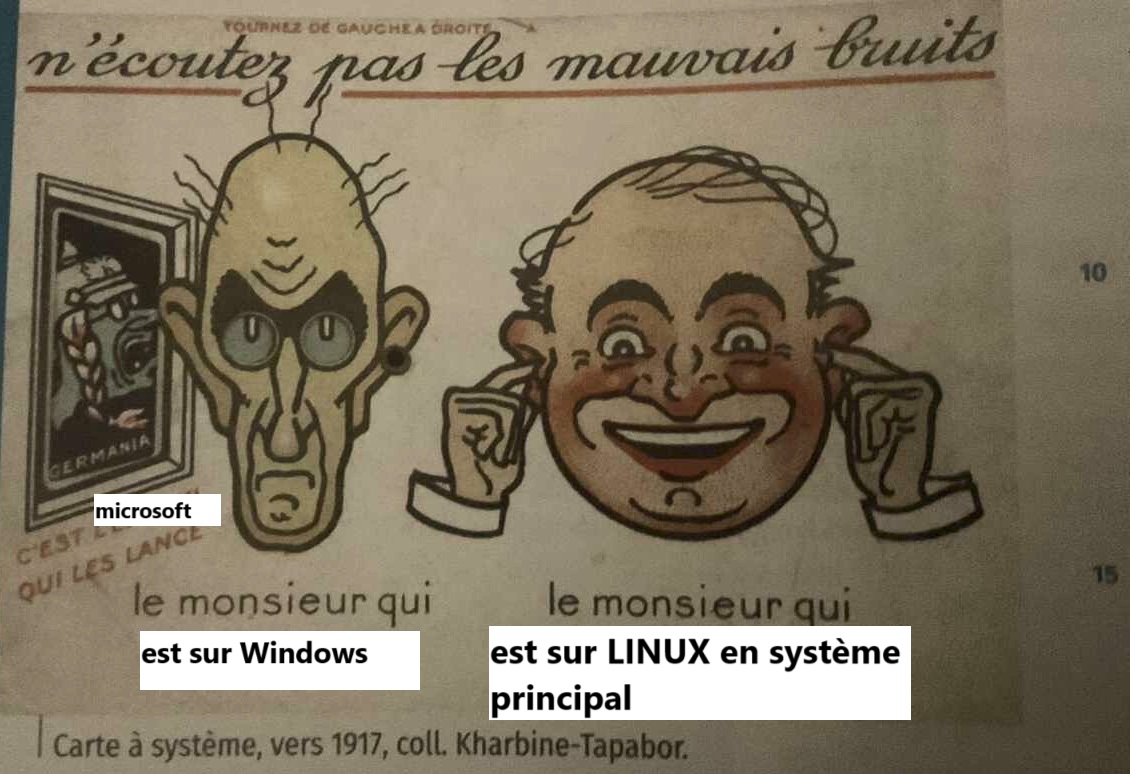 TOURNEZ DE GAUCHE A DROITE
n'écoutez pas les mauvais bruits
GERMANIA
microsoft
C'EST
QUI LES LANCE
le monsieur qui
le monsieur qui
est sur Windows
est sur LINUX en système
principal
10
15
Carte à système, vers 1917, coll. Kharbine-Tapabor.